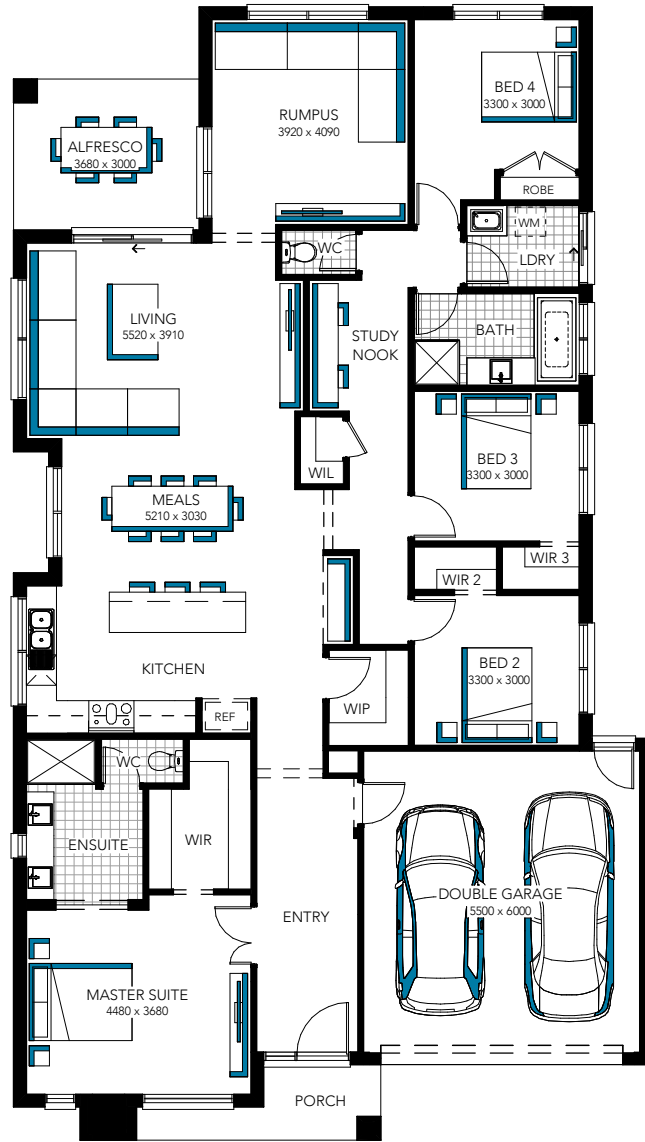 RUMPUS
3920 x 4090
BED 4
3300 x 3000
ROBE
ALFRESCO
3680 x 3000
WC
WM
LDRY
LIVING
5520 x 3910
STUDY
NOOK
BATH
WIL
BED 3
3300 x 3000
MEALS
5210 x 3030
WIR 3
WIR 2
KITCHEN
BED 2
3300 x 3000
WIP
REF
WC
ENSUITE
WIR
DOUBLE GARAGE
5500 x 6000
ENTRY
MASTER SUITE
4480 x 3680
PORCH